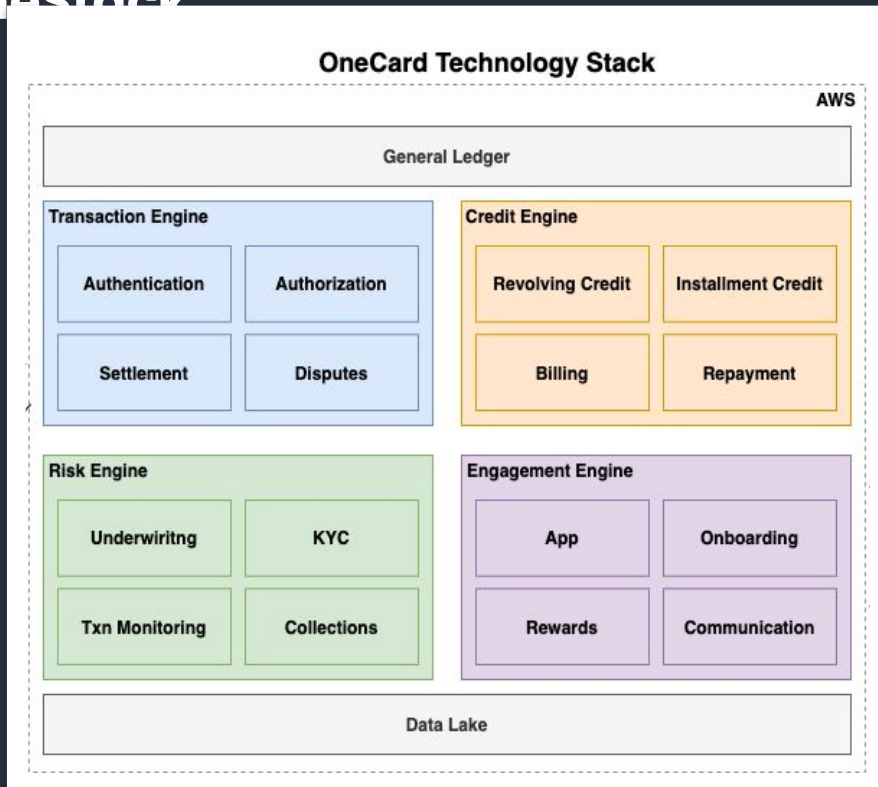 OneCard Technology Stack
AWS
General Ledger
Transaction Engine
Authentication
Authorization
Settlement
Disputes
Credit Engine
Revolving Credit
Installment Credit
Billing
Repayment
Risk Engine
Underwiritng
KYC
Txn Monitoring
Collections
Engagement Engine
App
Onboarding
Rewards
Communication
Data Lake